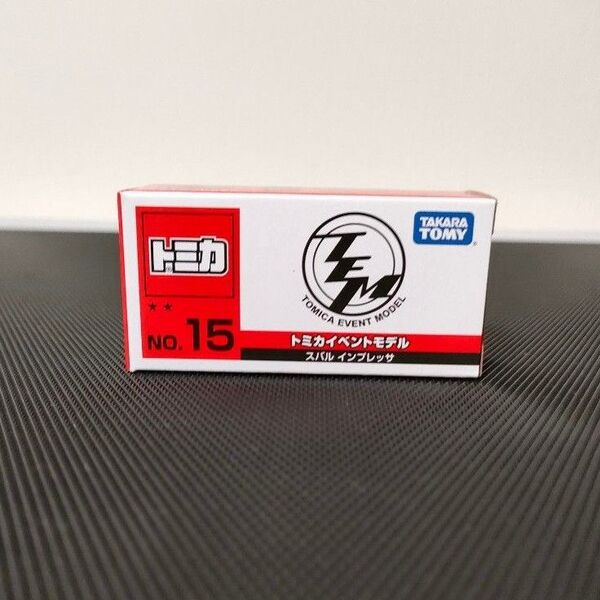 トミカ
★★
NO. 15
TEM
TOMICA EVENT MODEL
TAKARA
TOMY
トミカイベントモデル
スバル インプレッサ